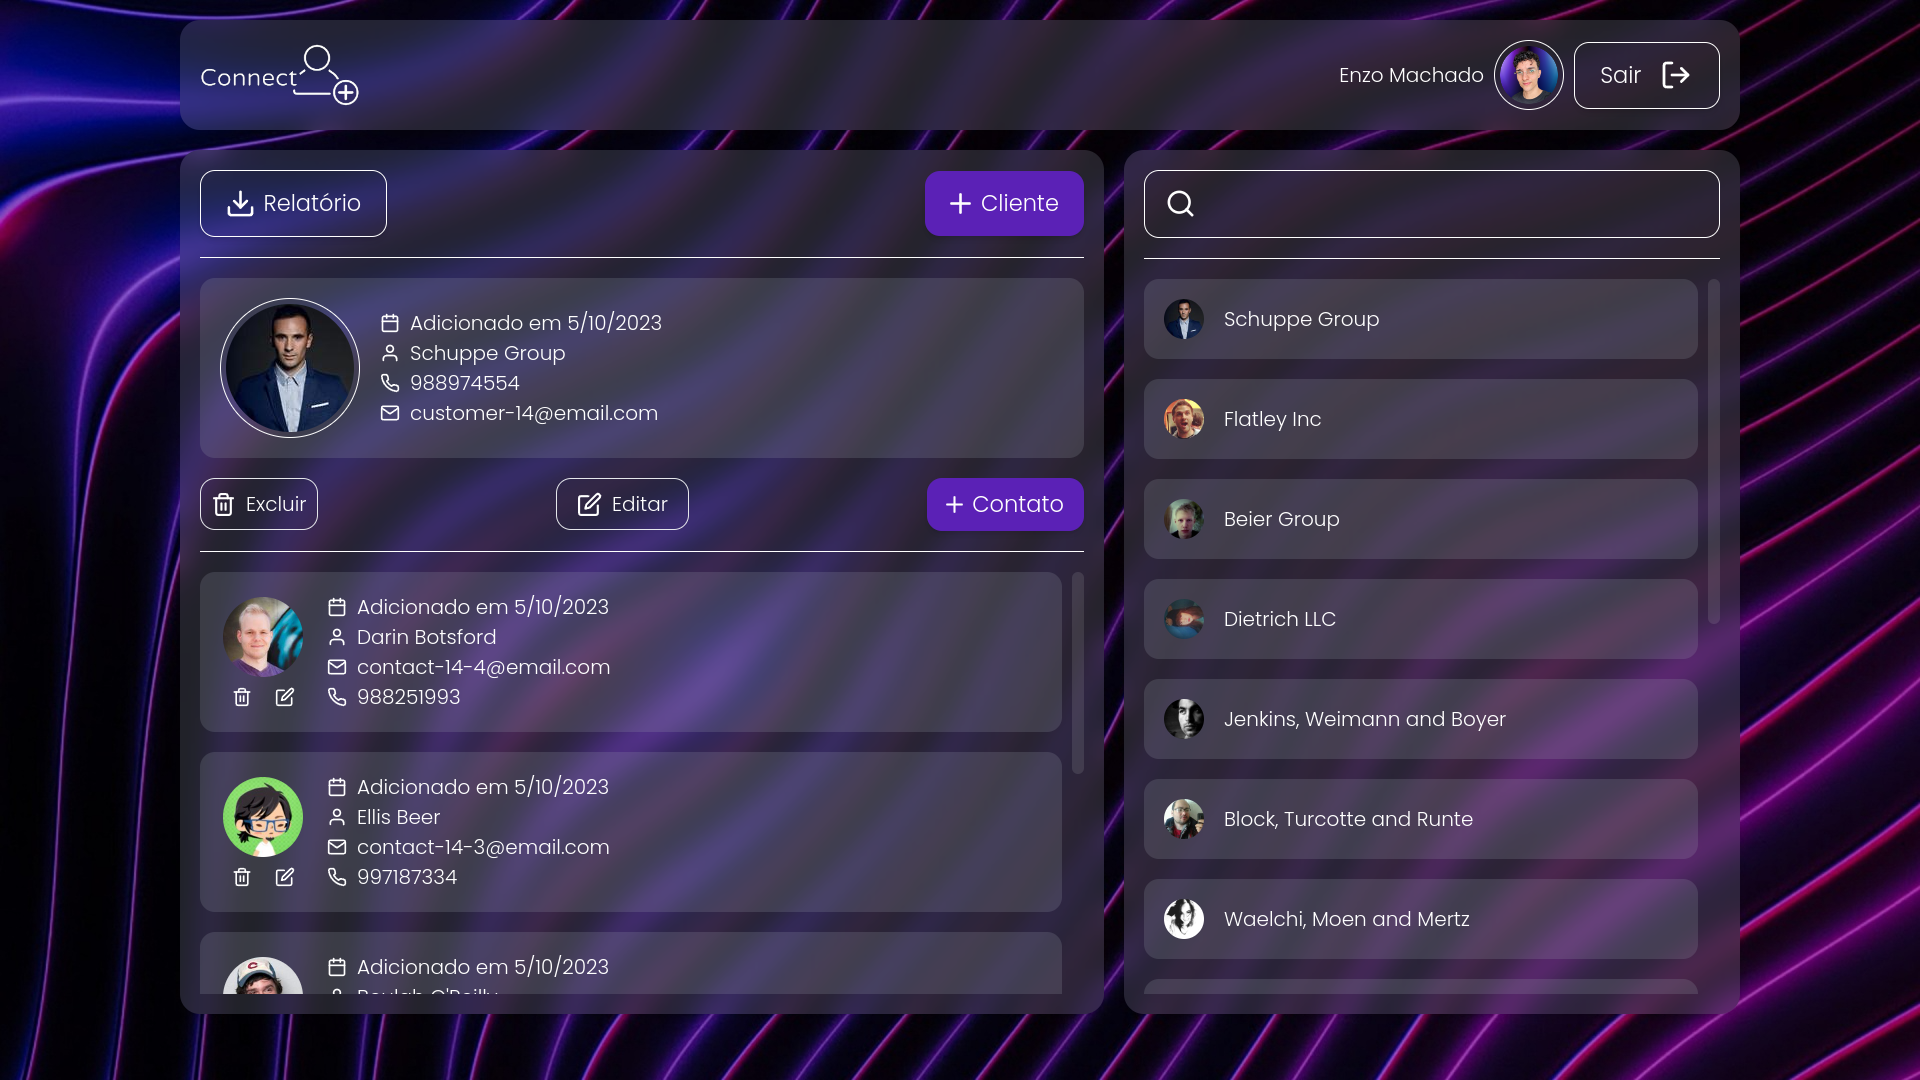 Connect
Enzo Machado
Sair
Relatório
Cliente
Adicionado em 5/10/2023
Schuppe Group
988974554
customer-14@email.com
Excluir
Editar
Contato
Adicionado em 5/10/2023
Darin Botsford
contact-14-4@email.com
988251993
Adicionado em 5/10/2023
Ellis Beer
contact-14-3@email.com
997187334
Adicionado em 5/10/2023
Beulah O'Reilly
Schuppe Group
Flatley Inc
Beier Group
Dietrich LLC
Jenkins, Weimann and Boyer
Block, Turcotte and Runte
Waelchi, Moen and Mertz